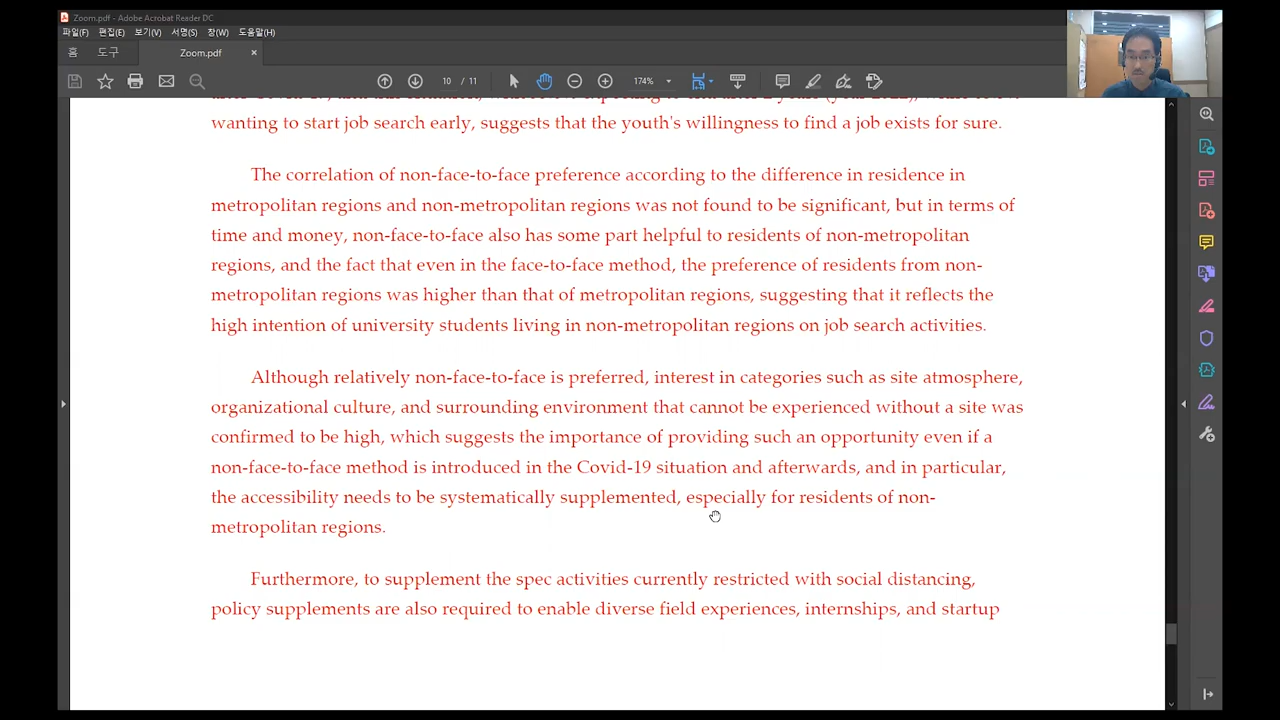 Zoom.pdf - Adobe Acrobat Reader DC
파일(F) 편집(E) 보기(V) 서명(S) 창(W) 도움말(H)
홈 도구 Zoom.pdf ×
10 / 11 174%
wanting to start job search early, suggests that the youth's willingness to find a job exists for sure.
The correlation of non-face-to-face preference according to the difference in residence in
metropolitan regions and non-metropolitan regions was not found to be significant, but in terms of
time and money, non-face-to-face also has some part helpful to residents of non-metropolitan
regions, and the fact that even in the face-to-face method, the preference of residents from non-
metropolitan regions was higher than that of metropolitan regions, suggesting that it reflects the
high intention of university students living in non-metropolitan regions on job search activities.
Although relatively non-face-to-face is preferred, interest in categories such as site atmosphere,
organizational culture, and surrounding environment that cannot be experienced without a site was
confirmed to be high, which suggests the importance of providing such an opportunity even if a
non-face-to-face method is introduced in the Covid-19 situation and afterwards, and in particular,
the accessibility needs to be systematically supplemented, especially for residents of non-
metropolitan regions.
Furthermore, to supplement the spec activities currently restricted with social distancing,
policy supplements are also required to enable diverse field experiences, internships, and startup